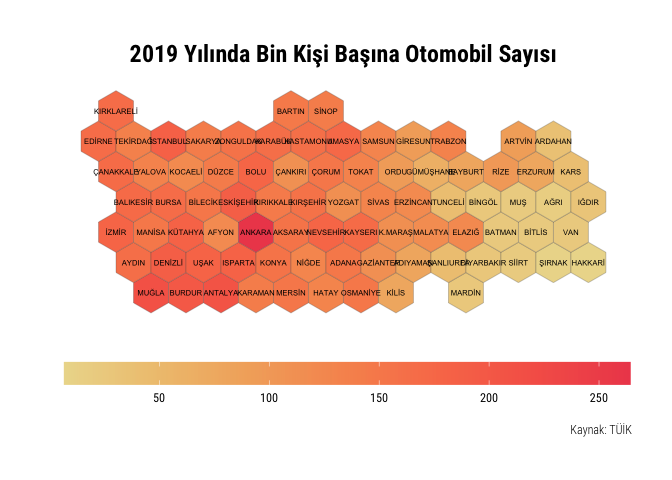 2019 Yılında Bin Kişi Başına Otomobil Sayısı
KIRKLARELİ BARTIN SİNOP
EDİRNE TEKİRDAĞ İSTANBUL SAKARYA ZONGULDAK KARABÜK KASTAMONU AMASYA SAMSUN GİRESUN TRABZON ARTVİN ARDAHAN
ÇANAKKALE YALOVA KOCAELİ DÜZCE BOLU ÇANKIRI ÇORUM TOKAT ORDU GÜMÜŞHANE BAYBURT RİZE ERZURUM KARS
BALIKESİR BURSA BİLECİK ESKİŞEHİR KIRIKKALE KIRŞEHİR YOZGAT SİVAS ERZİNCAN TUNCELİ BİNGÖL MUŞ AĞRI IĞDIR
İZMİR MANİSA KÜTAHYA AFYON ANKARA AKSARAY NEVŞEHİR KAYSERİ K.MARAŞ MALATYA ELAZIĞ BATMAN BİTLİS VAN
AYDIN DENİZLİ UŞAK ISPARTA KONYA NİĞDE ADANA GAZİANTEP ADIYAMAN ŞANLIURFA DİYARBAKIR SİİRT ŞIRNAK HAKKARİ
MUĞLA BURDUR ANTALYA KARAMAN MERSİN HATAY OSMANİYE KİLİS MARDİN
50 100 150 200 250
Kaynak: TÜİK